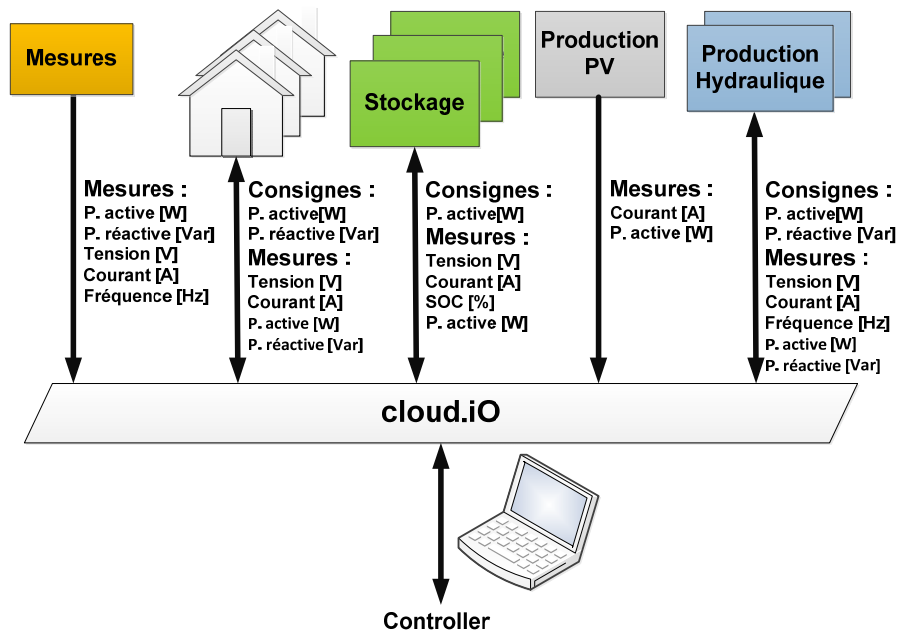 Mesures
Stockage
Production
PV
Production
Hydraulique
Mesures :
P. active [W]
P. réactive [Var]
Tension [V]
Courant [A]
Fréquence [Hz]
Consignes :
P. active[W]
P. réactive [Var]
Mesures :
Tension [V]
Courant [A]
P. active [W]
P. réactive [Var]
Consignes :
P. active[W]
Mesures :
Tension [V]
Courant [A]
SOC [%]
P. active [W]
Mesures :
Courant [A]
P. active [W]
Consignes :
P. active[W]
P. réactive [Var]
Mesures :
Tension [V]
Courant [A]
Fréquence [Hz]
P. active [W]
P. réactive [Var]
cloud.iO
Controller